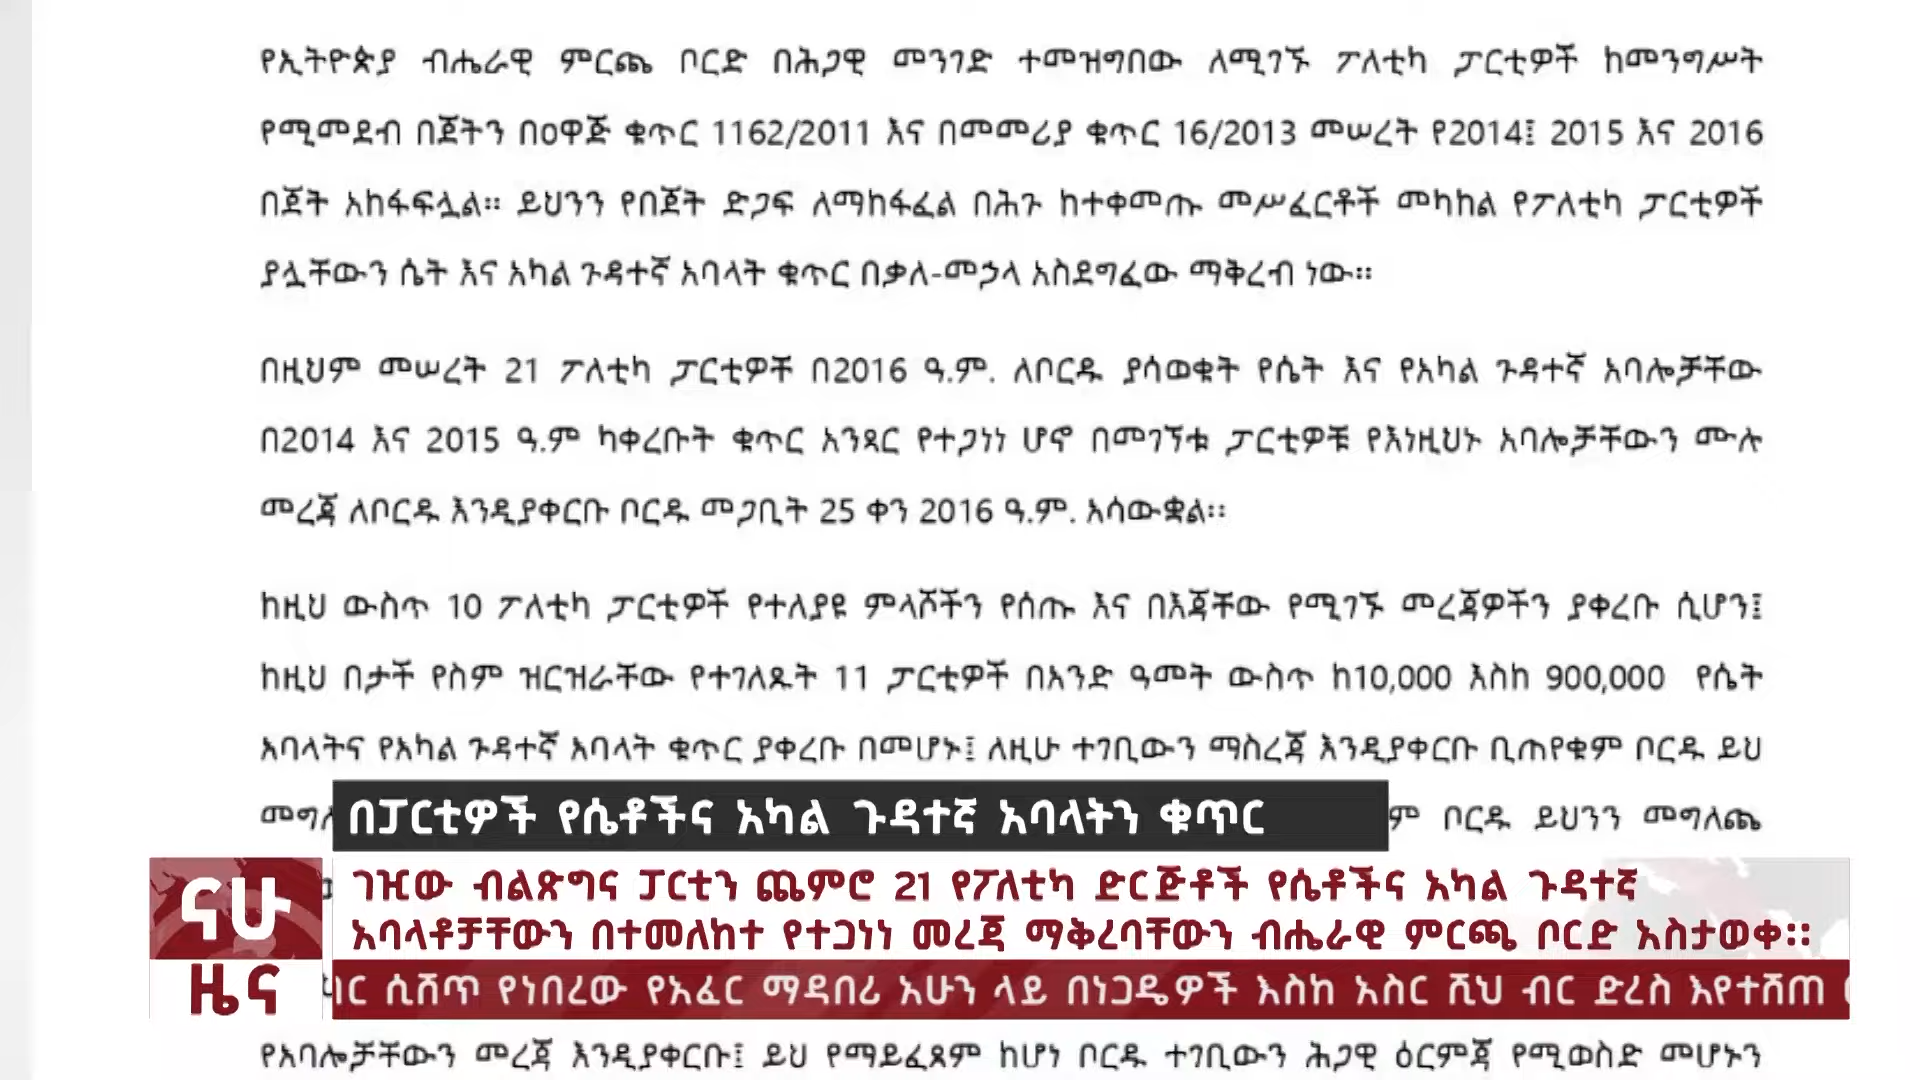 የኢትዮጵያ ብሔራዊ ምርጫ ቦርድ በሕጋዊ መንገድ ተመዝግበው ለሚገኙ ፖለቲካ ፓርቲዎች ከመንግሥት
የሚመደብ በጀትን በዐዋጅ ቁጥር 1162/2011 እና በመመሪያ ቁጥር 16/2013 መሠረት የ2014፤ 2015 እና 2016
በጀት አከፋፍሏል። ይህንን የበጀት ድጋፍ ለማከፋፈል በሕጉ ከተቀመጡ መሥፈርቶች መካከል የፖለቲካ ፓርቲዎች
ያሏቸውን ሴት እና አካል ጉዳተኛ አባላት ቁጥር በቃለ-መኃላ አስደግፈው ማቅረብ ነው።
በዚህም መሠረት 21 ፖለቲካ ፓርቲዎች በ2016 ዓ.ም. ለቦርዱ ያሳወቁት የሴት እና የአካል ጉዳተኛ አባሎቻቸው
በ2014 እና 2015 ዓ.ም ካቀረቡት ቁጥር አንጻር የተጋነነ ሆኖ በመገኘቱ ፓርቲዎቹ የእነዚህኑ አባሎቻቸውን ሙሉ
መረጃ ለቦርዱ እንዲያቀርቡ ቦርዱ መጋቢት 25 ቀን 2016 ዓ.ም. አሳውቋል፡፡
ከዚህ ውስጥ 10 ፖለቲካ ፓርቲዎች የተለያዩ ምላሾችን የሰጡ እና በእጃቸው የሚገኙ መረጃዎችን ያቀረቡ ሲሆን፤
ከዚህ በታች የስም ዝርዝራቸው የተገለጹት 11 ፓርቲዎች በአንድ ዓመት ውስጥ ከ10,000 እስከ 900,000 የሴት
አባላትና የአካል ጉዳተኛ አባላት ቁጥር ያቀረቡ በመሆኑ፤ ለዚሁ ተገቢውን ማስረጃ እንዲያቀርቡ ቢጠየቁም ቦርዱ ይህ
ቦርዱ ይህንን መግለጫ
በፓርቲዎች የሴቶችና አካል ጉዳተኛ አባላትን ቁጥር
ናሁ
ዜና
ገዢው ብልጽግና ፓርቲን ጨምሮ 21 የፖለቲካ ድርጅቶች የሴቶችና አካል ጉዳተኛ
አባላቶቻቸውን በተመለከተ የተጋነነ መረጃ ማቅረባቸውን ብሔራዊ ምርጫ ቦርድ አስታወቀ።
ሲሸጥ የነበረው የአፈር ማዳበሪ አሁን ላይ በነጋዴዎች እስከ አስር ሺህ ብር ድረስ እየተሸጠ
የአባሎቻቸውን መረጃ እንዲያቀርቡ፤ ይህ የማይፈጸም ከሆነ ቦርዱ ተገቢውን ሕጋዊ ዕርምጃ የሚወስድ መሆኑን